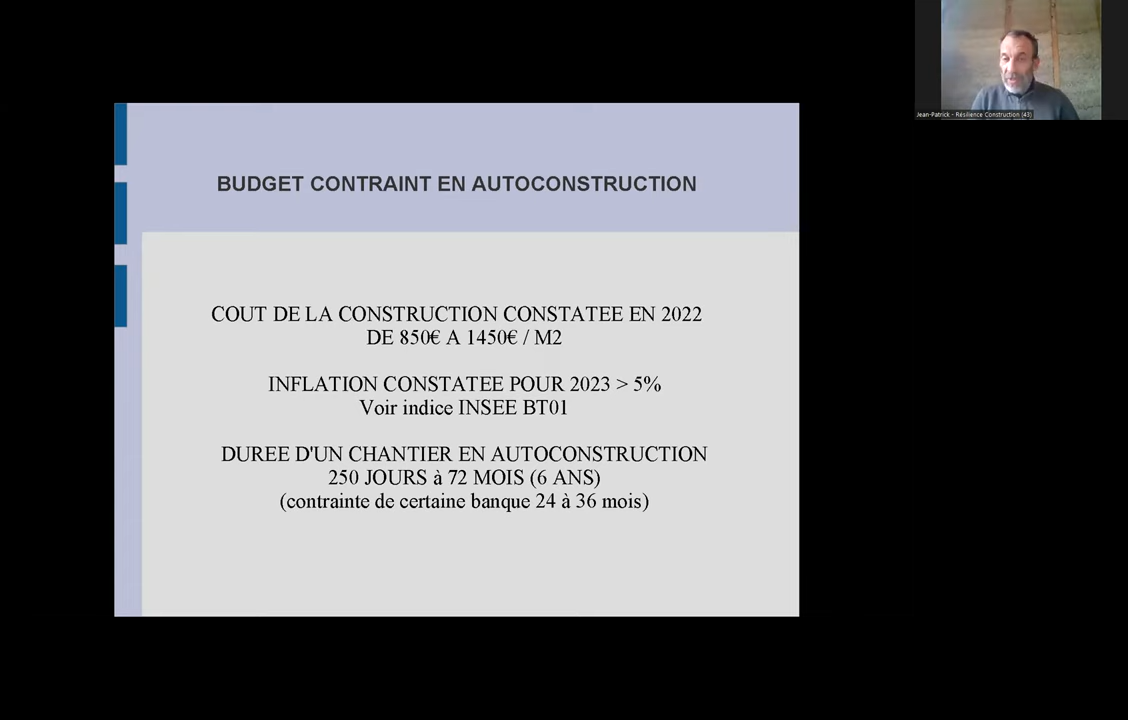 Jean-Patrick - Résilience Construction (43)
BUDGET CONTRAINT EN AUTOCONSTRUCTION
COUT DE LA CONSTRUCTION CONSTATEE EN 2022
DE 850€ A 1450€ / M2
INFLATION CONSTATEE POUR 2023 > 5%
Voir indice INSEE BT01
DUREE D'UN CHANTIER EN AUTOCONSTRUCTION
250 JOURS à 72 MOIS (6 ANS)
(contrainte de certaine banque 24 à 36 mois)